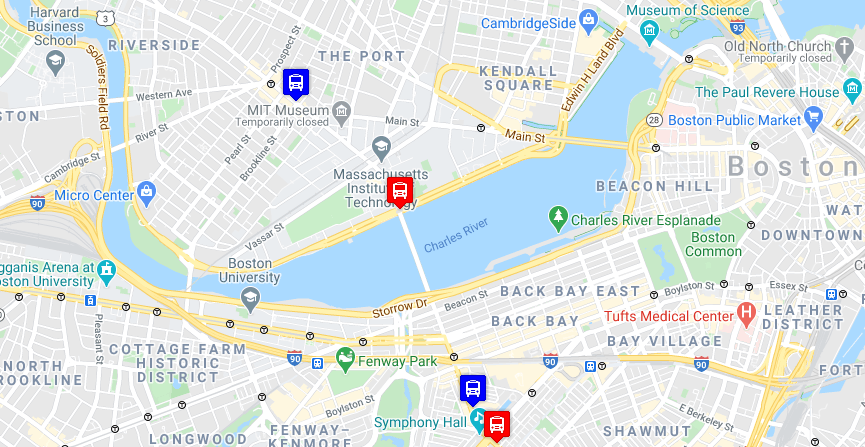 Harvard
Business
School
3
RIVERSIDE
Soldiers Field Rd
Prospect St
THE PORT
CambridgeSide
Museum of Science
93
Edwin H Land Blvd
Old North Church
Temporarily closed
KENDALL
SQUARE
The Paul Revere House
Western Ave
MIT Museum
Temporarily closed
Main St
Main St
28
Boston Public Market
STON
River St
Pearl St
Brookline St
Cambridge St
Massachusetts
Technology
Boston
Micro Center
90
BEACON HILL
Vassar St
Charles River
Charles River Esplanade
WAT
DOWNTOWN
Boston
Common
gganis Arena at
oston University
Boston
University
Storrow Dr
Beacon St
BACK BAY EAST
Boylston St
Essex St
Pleasant St
BACK BAY
Tufts Medical Center
LEATHER
DISTRICT
BAY VILLAGE
COTTAGE FARM
HISTORIC
DISTRICT
90
Fenway Park
90
90
NORTH
ROOKLINE
FORT
Boylston St
Symphony Hall
E Berkeley St
LONGWOOD
FENWAY–
KENMORE
SHAWMUT